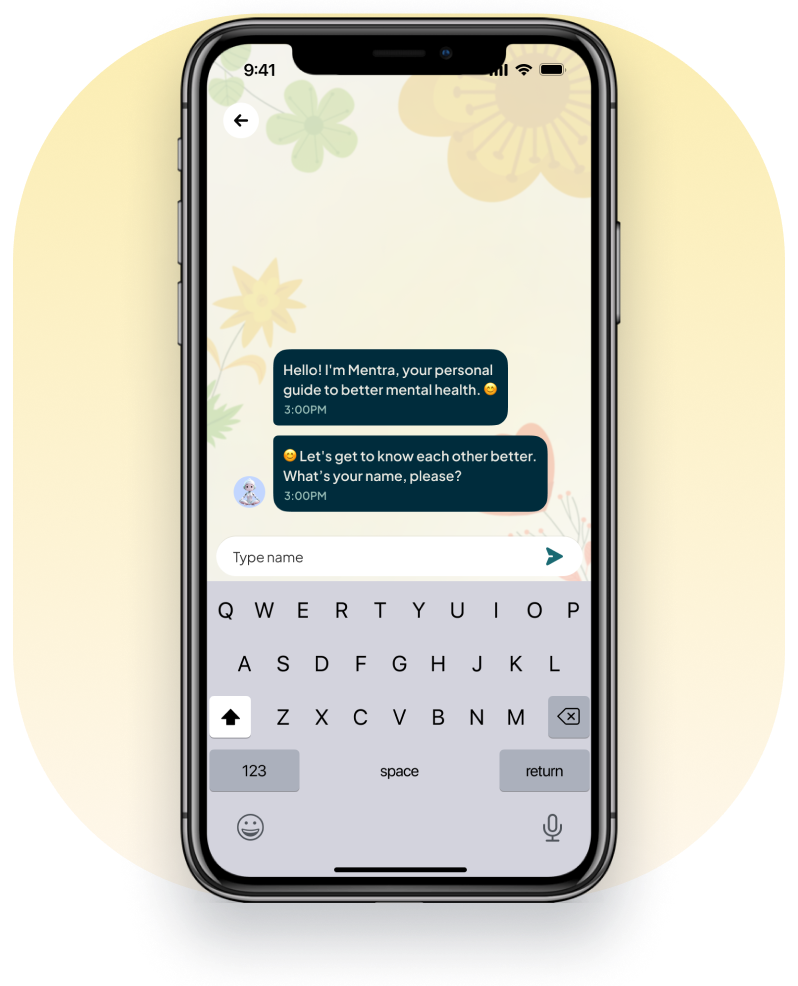 9:41
Hello! I'm Mentra, your personal
guide to better mental health. 😊
3:00PM
😊 Let's get to know each other better.
What's your name, please?
3:00PM
Type name
Q W E R T Y U I O P
A S D F G H J K L
Z X C V B N M
123 space return